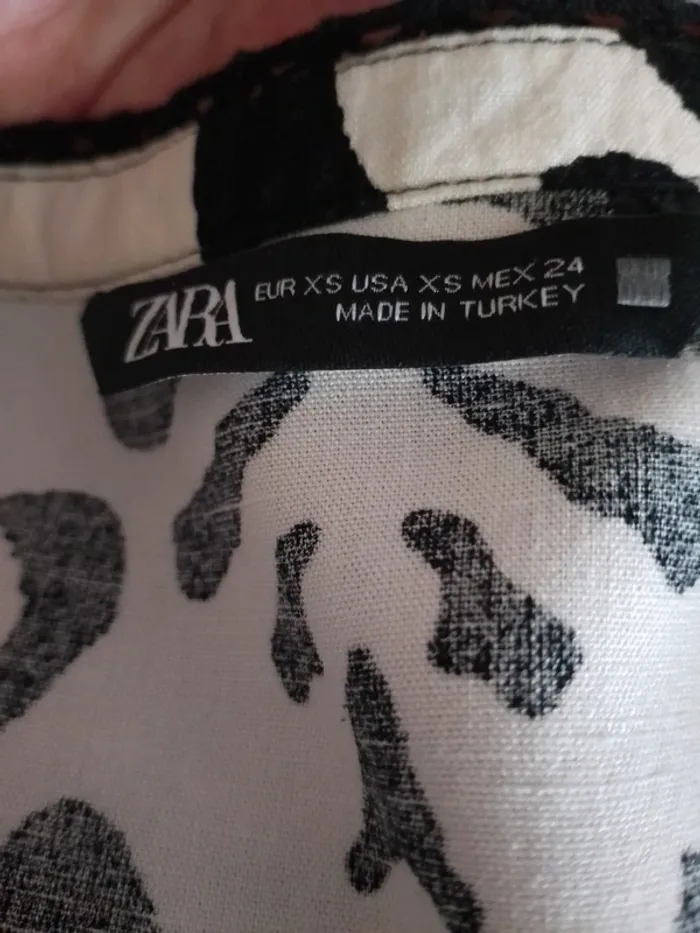 ZARA
EUR XS USA XS MEX 24
MADE IN TURKEY